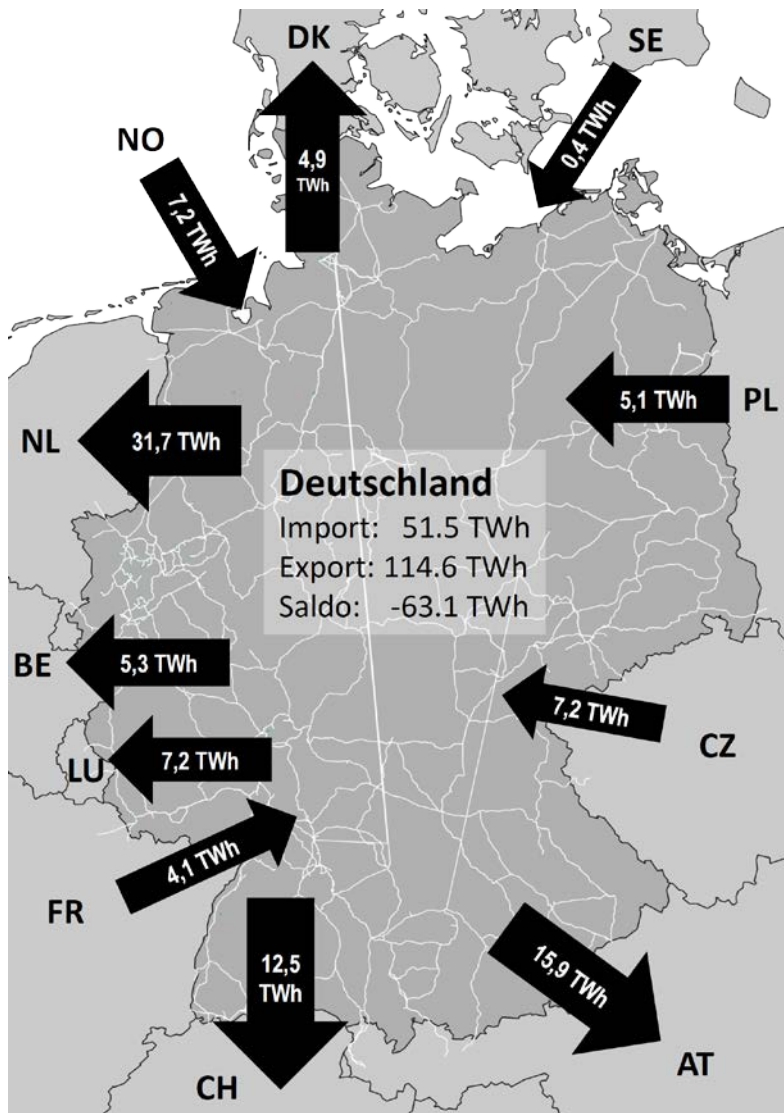 DK
SE
NO
4,9
TWh
0,4 TWh
7,2 TWh
PL
5,1 TWh
NL
31,7 TWh
Deutschland
Import: 51.5 TWh
Export: 114.6 TWh
Saldo: -63.1 TWh
BE
5,3 TWh
7,2 TWh
CZ
LU
7,2 TWh
4,1 TWh
FR
12,5
TWh
15,9 TWh
AT
CH